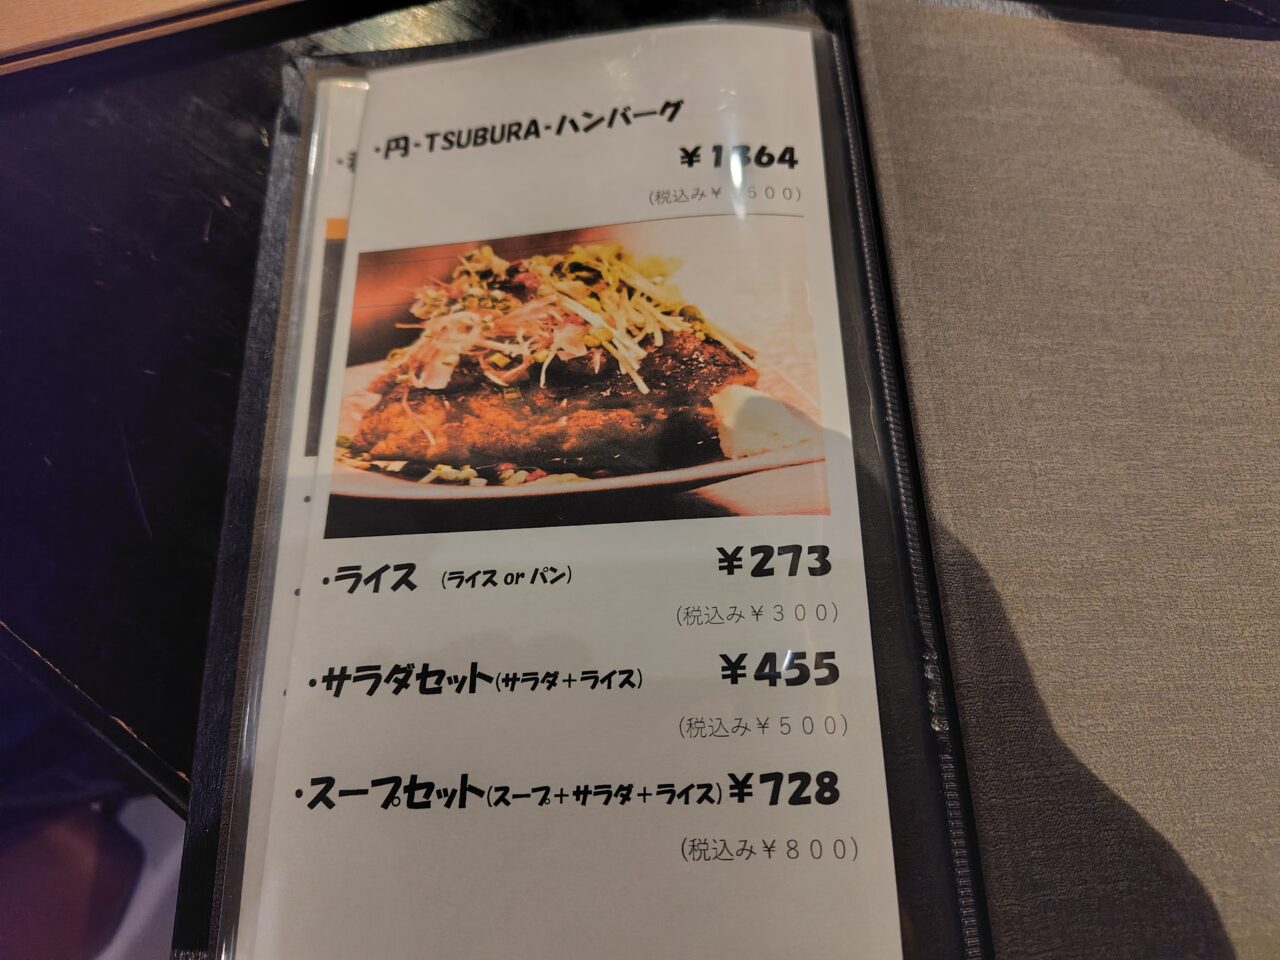 ・円-TSUBURA-ハンバーグ
(税込み￥
・ライス (ライス or パン) ￥273
(税込み￥３００)
・サラダセット(サラダ＋ライス) ￥455
(税込み￥５００)
・スープセット(スープ＋サラダ＋ライス) ￥728
(税込み￥８００)